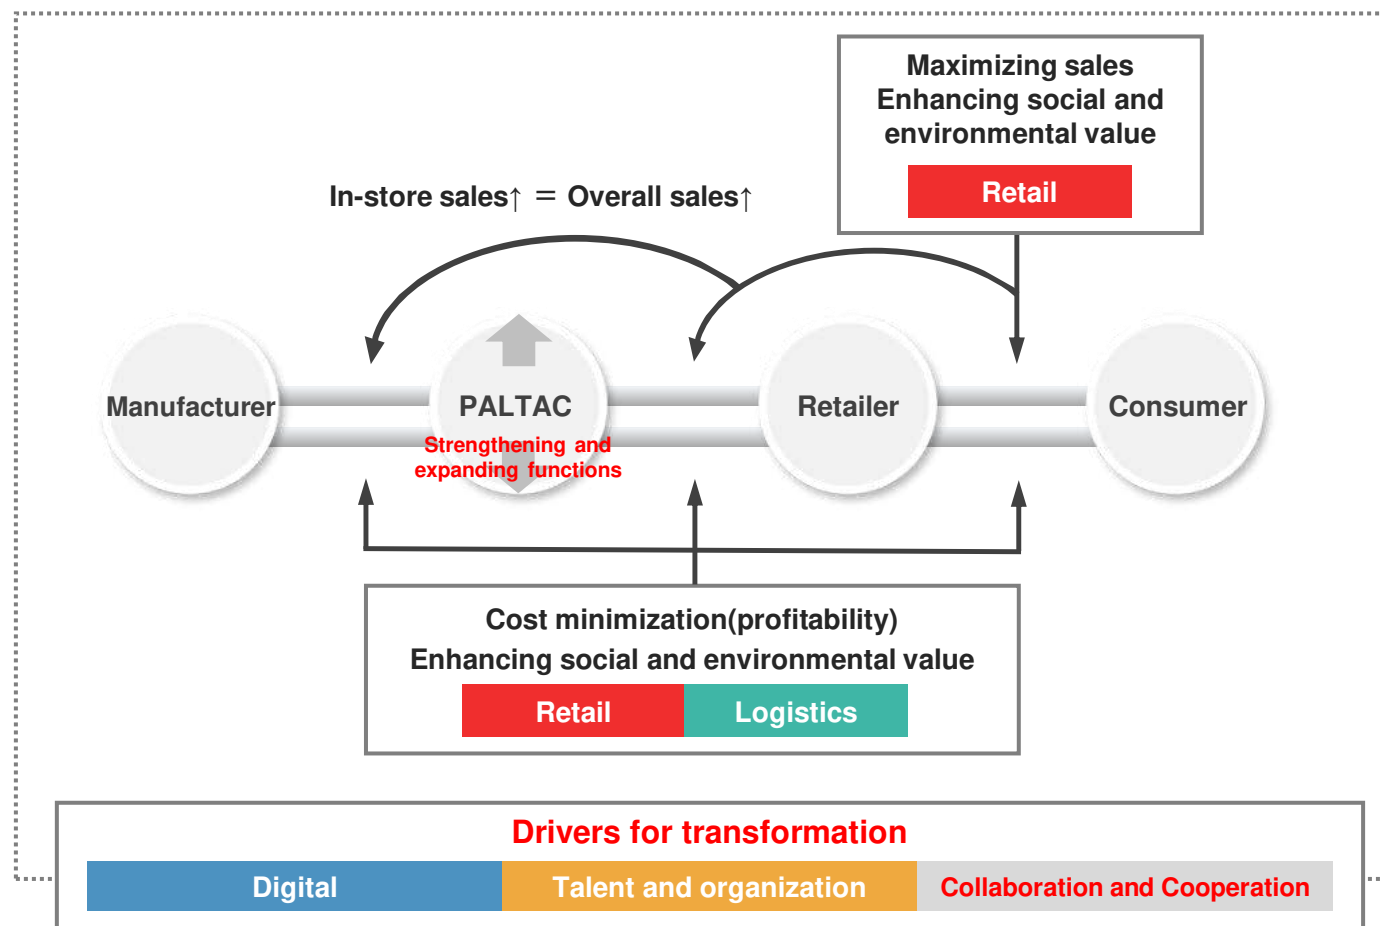 Maximizing sales
Enhancing social and
environmental value
Retail
In-store sales↑ = Overall sales↑
Manufacturer
PALTAC
Strengthening and
expanding functions
Retailer
Consumer
Cost minimization(profitability)
Enhancing social and environmental value
Retail
Logistics
Drivers for transformation
Digital
Talent and organization
Collaboration and Cooperation